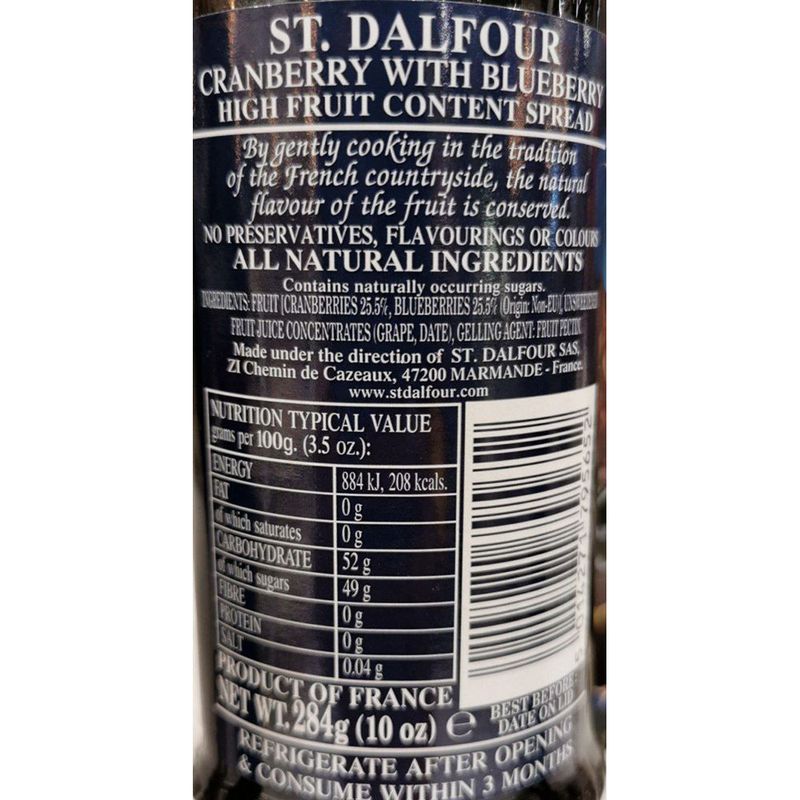 ST. DALFOUR
CRANBERRY WITH BLUEBERRY
HIGH FRUIT CONTENT SPREAD
By gently cooking in the tradition
of the French countryside, the natural
flavour of the fruit is conserved.
NO PRESERVATIVES, FLAVOURINGS OR COLOURS
ALL NATURAL INGREDIENTS
Contains naturally occurring sugars.
INGREDIENTS: FRUIT [CRANBERRIES 25.5%, BLUEBERRIES 25.5% (Origin: Non-EU)], UNSWEETENED
FRUIT JUICE CONCENTRATES (GRAPE, DATE), GELLING AGENT: FRUIT PECTIN.
Made under the direction of ST. DALFOUR SAS,
ZI Chemin de Cazeaux, 47200 MARMANDE - France.
www.stdalfour.com
NUTRITION TYPICAL VALUE
grams per 100g. (3.5 oz.):
ENERGY 884 kJ, 208 kcals.
FAT 0 g
of which saturates 0 g
CARBOHYDRATE 52 g
of which sugars 49 g
FIBRE 0 g
PROTEIN 0 g
SALT 0.04 g
PRODUCT OF FRANCE
NET WT. 284g (10 oz) e
BEST BEFORE:
DATE ON LID
REFRIGERATE AFTER OPENING
& CONSUME WITHIN 3 MONTHS